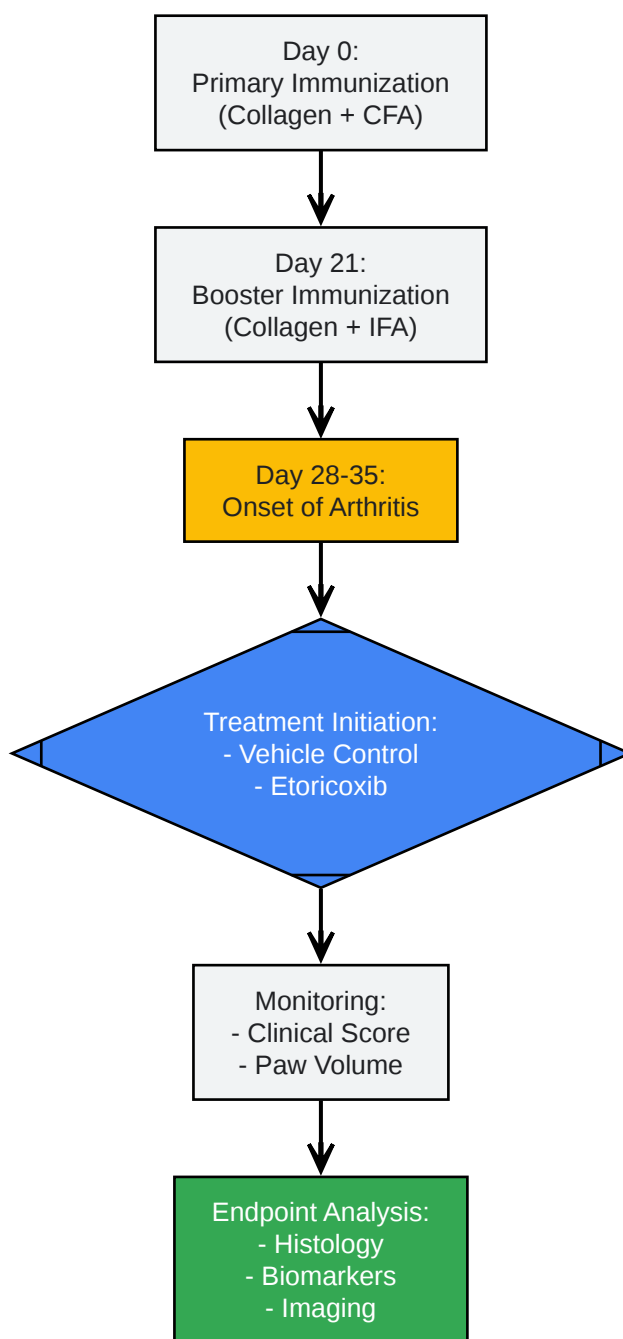 Day 0:
Primary Immunization
(Collagen + CFA)
Day 21:
Booster Immunization
(Collagen + IFA)
Day 28-35:
Onset of Arthritis
Treatment Initiation:
- Vehicle Control
- Etoricoxib
Monitoring:
- Clinical Score
- Paw Volume
Endpoint Analysis:
- Histology
- Biomarkers
- Imaging